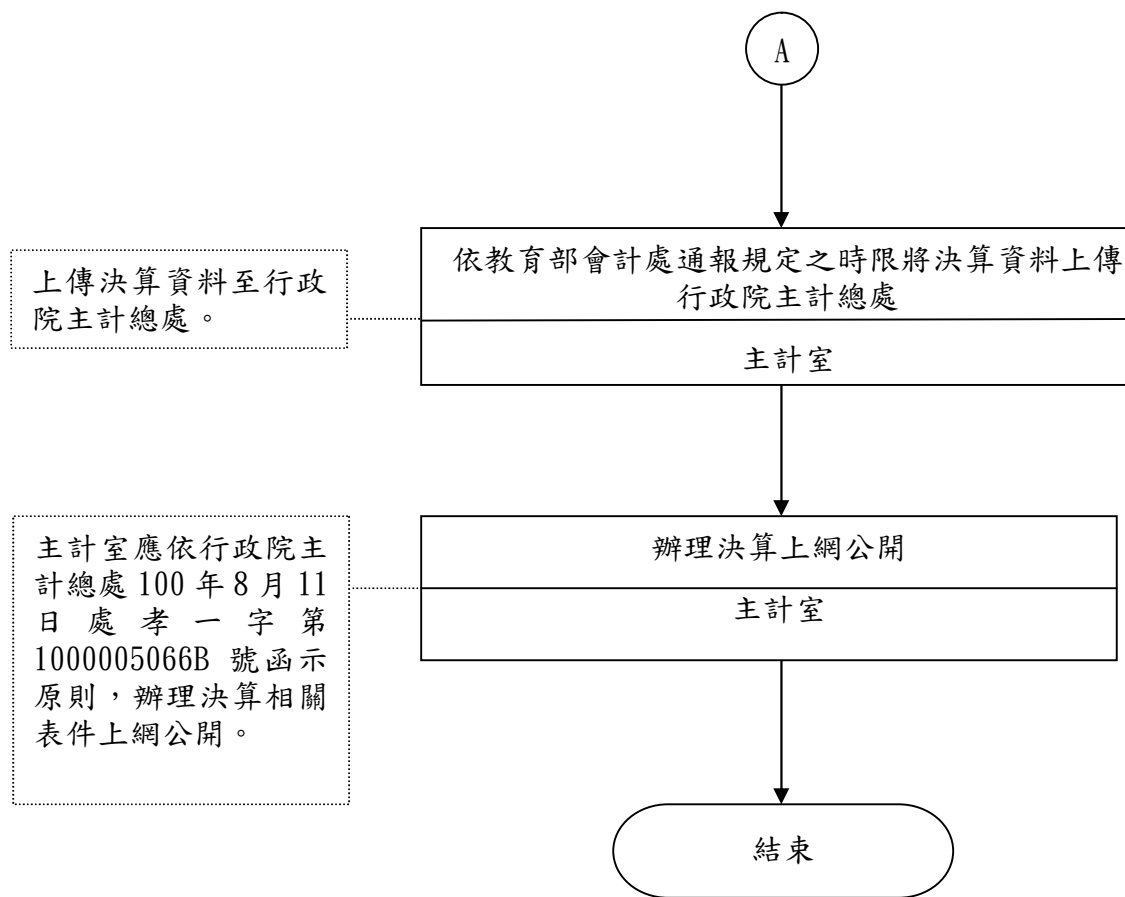 A
依教育部會計處通報規定之時限將決算資料上傳
行政院主計總處
主計室
上傳決算資料至行政
院主計總處。
辦理決算上網公開
主計室
主計室應依行政院主
計總處 100 年 8 月 11
日處孝一字第
1000005066B 號函示
原則，辦理決算相關
表件上網公開。
結束